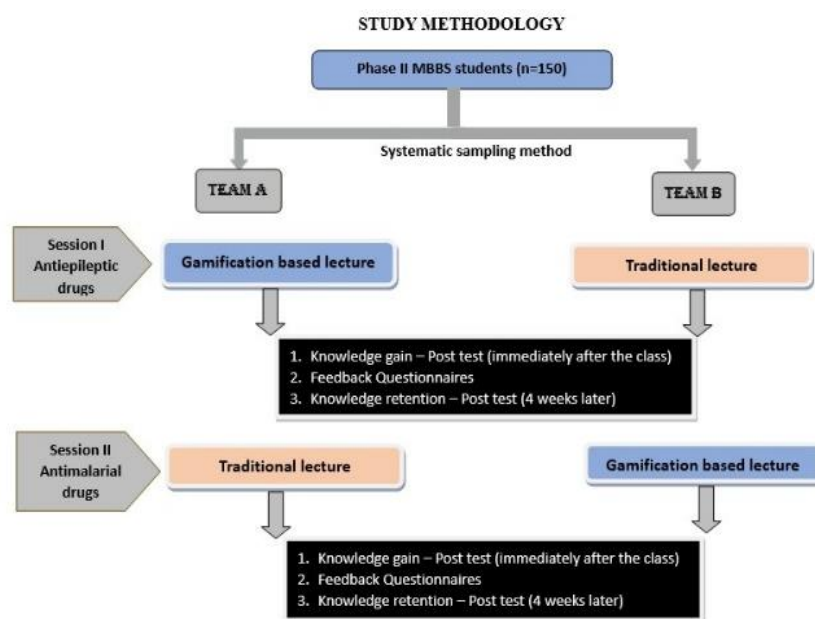 STUDY METHODOLOGY
Phase II MBBS students (n=150)
Systematic sampling method
TEAM A
TEAM B
Session I
Antiepileptic
drugs
Gamification based lecture
Traditional lecture
1. Knowledge gain – Post test (immediately after the class)
2. Feedback Questionnaires
3. Knowledge retention – Post test (4 weeks later)
Session II
Antimalarial
drugs
Traditional lecture
Gamification based lecture
1. Knowledge gain – Post test (immediately after the class)
2. Feedback Questionnaires
3. Knowledge retention – Post test (4 weeks later)